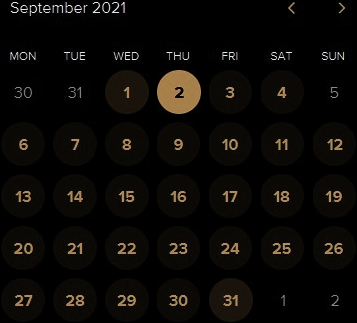 September 2021
MON TUE WED THU FRI SAT SUN
30 31 1 2 3 4 5
6 7 8 9 10 11 12
13 14 15 16 17 18 19
20 21 22 23 24 25 26
27 28 29 30 31 1 2